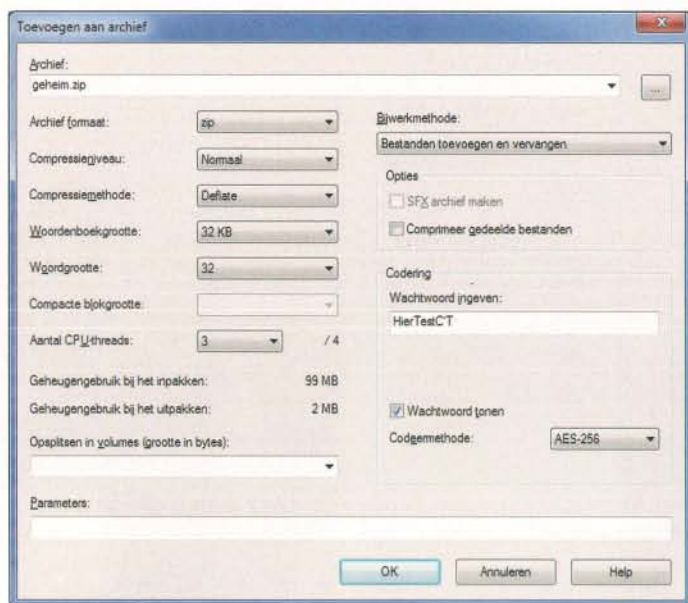 Toevoegen aan archief
Archief:
geheim.zip
...
Archief formaat:
zip
Compressieniveau:
Normaal
Compressiemethode:
Deflate
Woordenboekgrootte:
32 KB
Woordgrootte:
32
Compacte blokgrootte:
Aantal CPU-threads:
3
/ 4
Geheugengebruik bij het inpakken:
99 MB
Geheugengebruik bij het uitpakken:
2 MB
Opsplitsen in volumes (grootte in bytes):
Bijwerkmethode:
Bestanden toevoegen en vervangen
Opties
SFX archief maken
Comprimeer gedeelde bestanden
Codering
Wachtwoord ingeven:
HierTestC'T
Wachtwoord tonen
Codeermethode:
AES-256
Parameters:
OK
Annuleren
Help